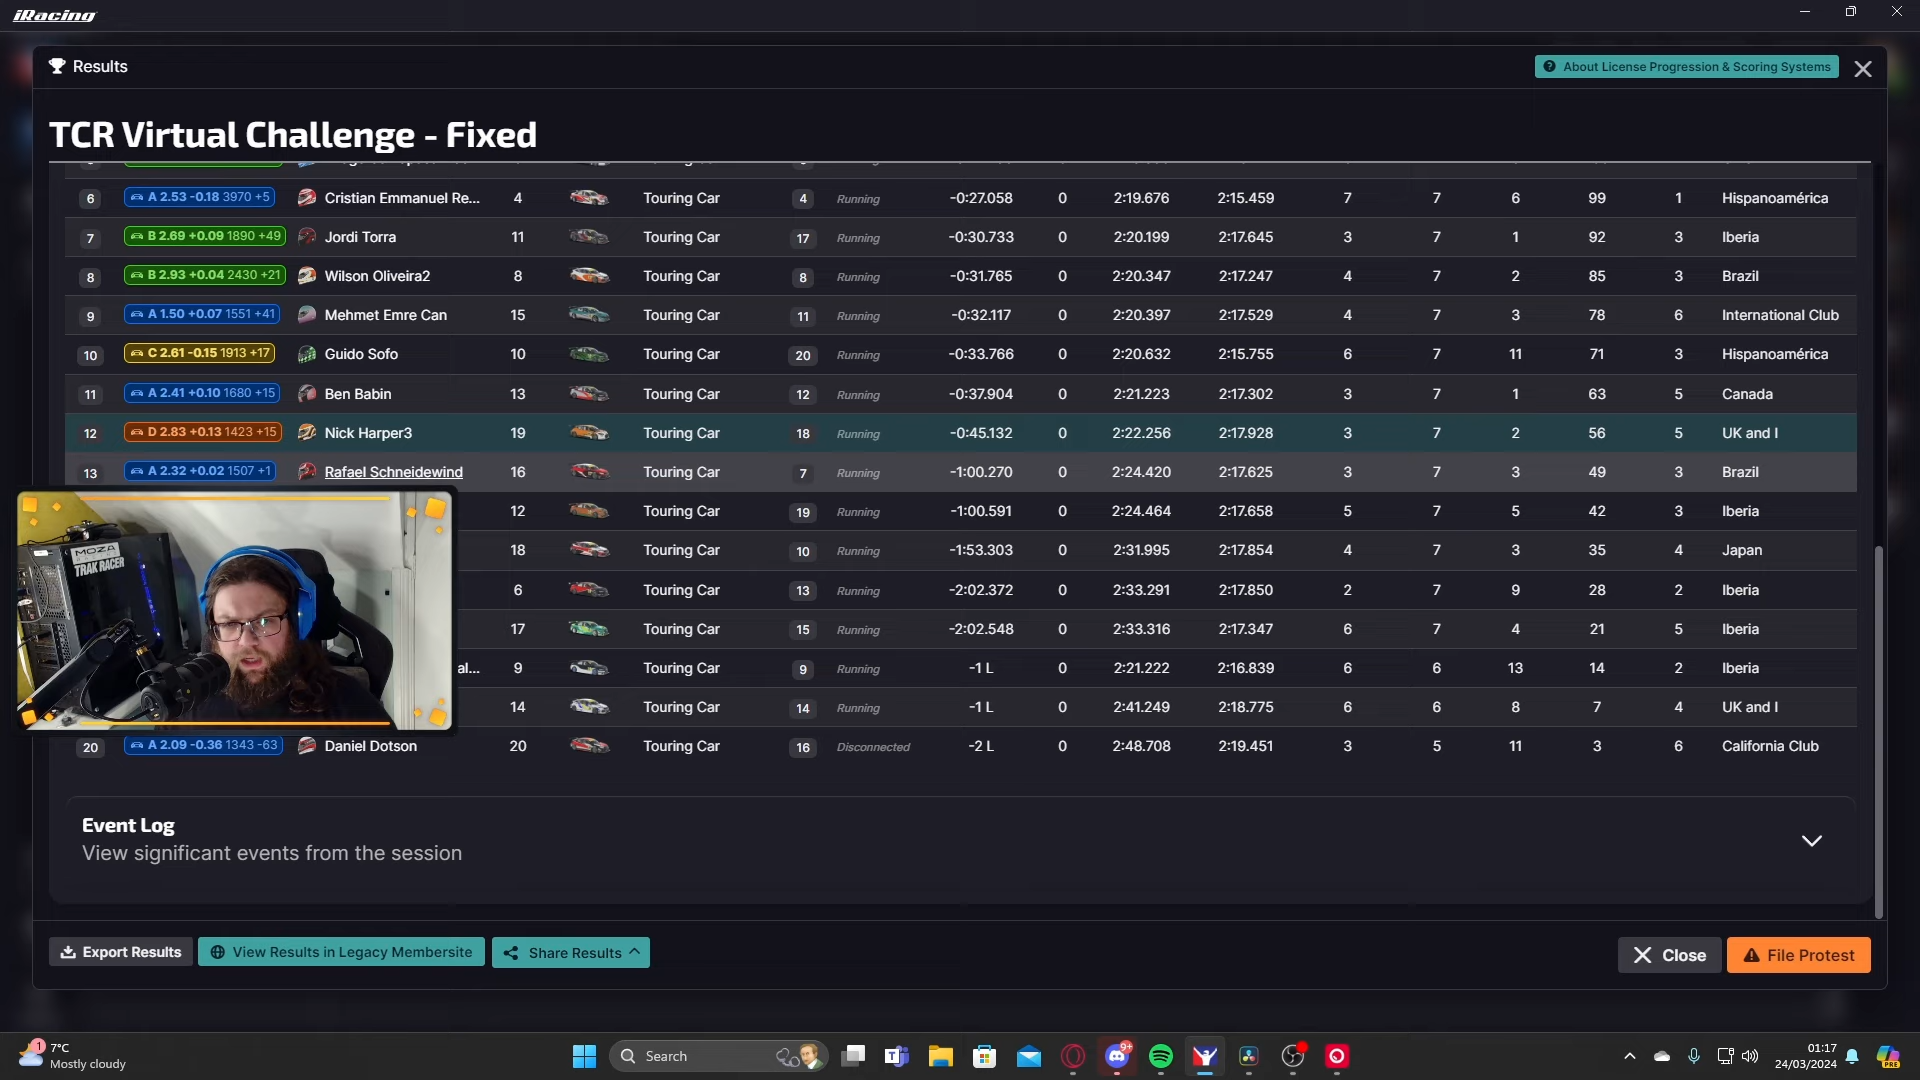 iRacing
Results
About License Progression & Scoring Systems
TCR Virtual Challenge - Fixed
6 A 2.53 -0.18 3970 +5 Cristian Emmanuel Re... 4 Touring Car 4 Running -0:27.058 0 2:19.676 2:15.459 7 7 6 99 1 Hispanoamérica
7 B 2.69 +0.09 1890 +49 Jordi Torra 11 Touring Car 17 Running -0:30.733 0 2:20.199 2:17.645 3 7 1 92 3 Iberia
8 B 2.93 +0.04 2430 +21 Wilson Oliveira2 8 Touring Car 8 Running -0:31.765 0 2:20.347 2:17.247 4 7 2 85 3 Brazil
9 A 1.50 +0.07 1551 +41 Mehmet Emre Can 15 Touring Car 11 Running -0:32.117 0 2:20.397 2:17.529 4 7 3 78 6 International Club
10 C 2.61 -0.15 1913 +17 Guido Sofo 10 Touring Car 20 Running -0:33.766 0 2:20.632 2:15.755 6 7 11 71 3 Hispanoamérica
11 A 2.41 +0.10 1680 +15 Ben Babin 13 Touring Car 12 Running -0:37.904 0 2:21.223 2:17.302 3 7 1 63 5 Canada
12 D 2.83 +0.13 1423 +15 Nick Harper3 19 Touring Car 18 Running -0:45.132 0 2:22.256 2:17.928 3 7 2 56 5 UK and I
13 A 2.32 +0.02 1507 +1 Rafael Schneidewind 16 Touring Car 7 Running -1:00.270 0 2:24.420 2:17.625 3 7 3 49 3 Brazil
12 Touring Car 19 Running -1:00.591 0 2:24.464 2:17.658 5 7 5 42 3 Iberia
18 Touring Car 10 Running -1:53.303 0 2:31.995 2:17.854 4 7 3 35 4 Japan
6 Touring Car 13 Running -2:02.372 0 2:33.291 2:17.850 2 7 9 28 2 Iberia
17 Touring Car 15 Running -2:02.548 0 2:33.316 2:17.347 6 7 4 21 5 Iberia
al... 9 Touring Car 9 Running -1 L 0 2:21.222 2:16.839 6 6 13 14 2 Iberia
14 Touring Car 14 Running -1 L 0 2:41.249 2:18.775 6 6 8 7 4 UK and I
20 A 2.09 -0.36 1343 -63 Daniel Dotson 20 Touring Car 16 Disconnected -2 L 0 2:48.708 2:19.451 3 5 11 3 6 California Club
MOZA
TRAK RACER
Event Log
View significant events from the session
Export Results View Results in Legacy Membersite Share Results Close File Protest
1 7°C
Mostly cloudy
Search
9+
01:17
24/03/2024
PRE